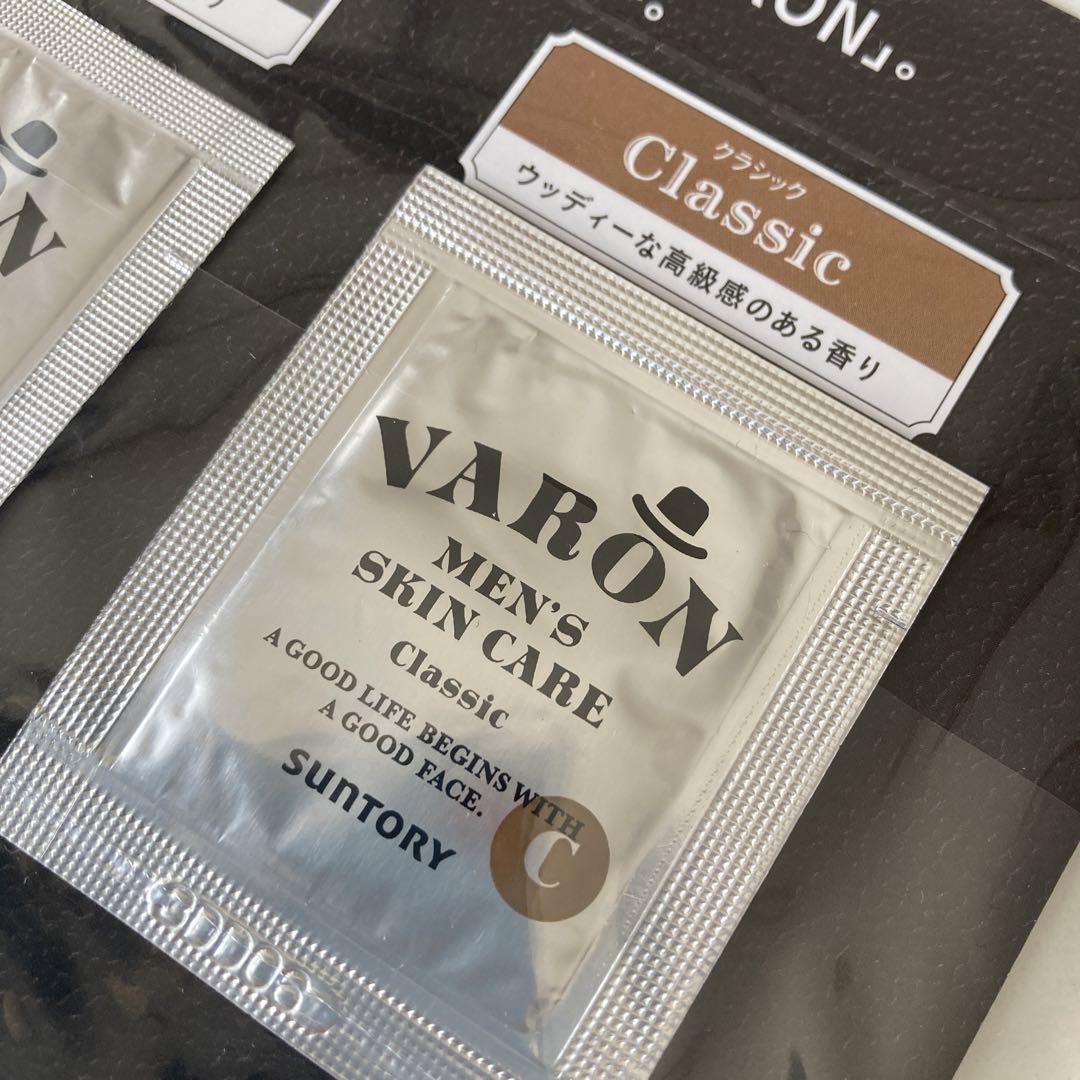 クラシック
Classic
ウッディーな高級感のある香り
VARON
MEN'S
SKIN CARE
Classic
A GOOD LIFE BEGINS WITH
A GOOD FACE.
SUNTORY
C